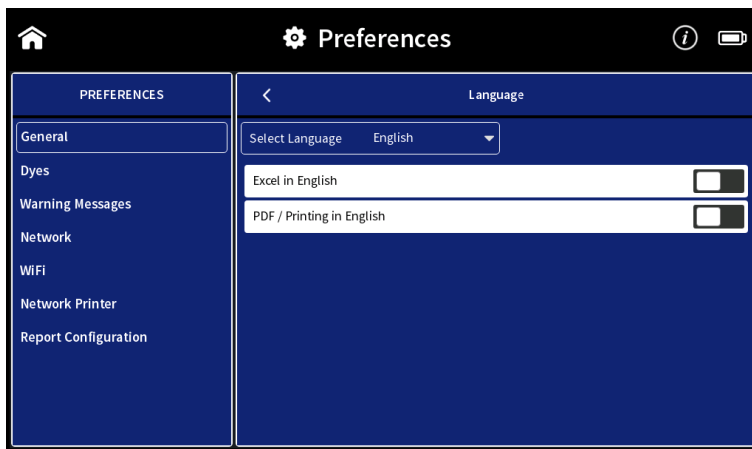 Preferences
PREFERENCES
General
Dyes
Warning Messages
Network
WiFi
Network Printer
Report Configuration
Language
Select Language English
Excel in English
PDF / Printing in English